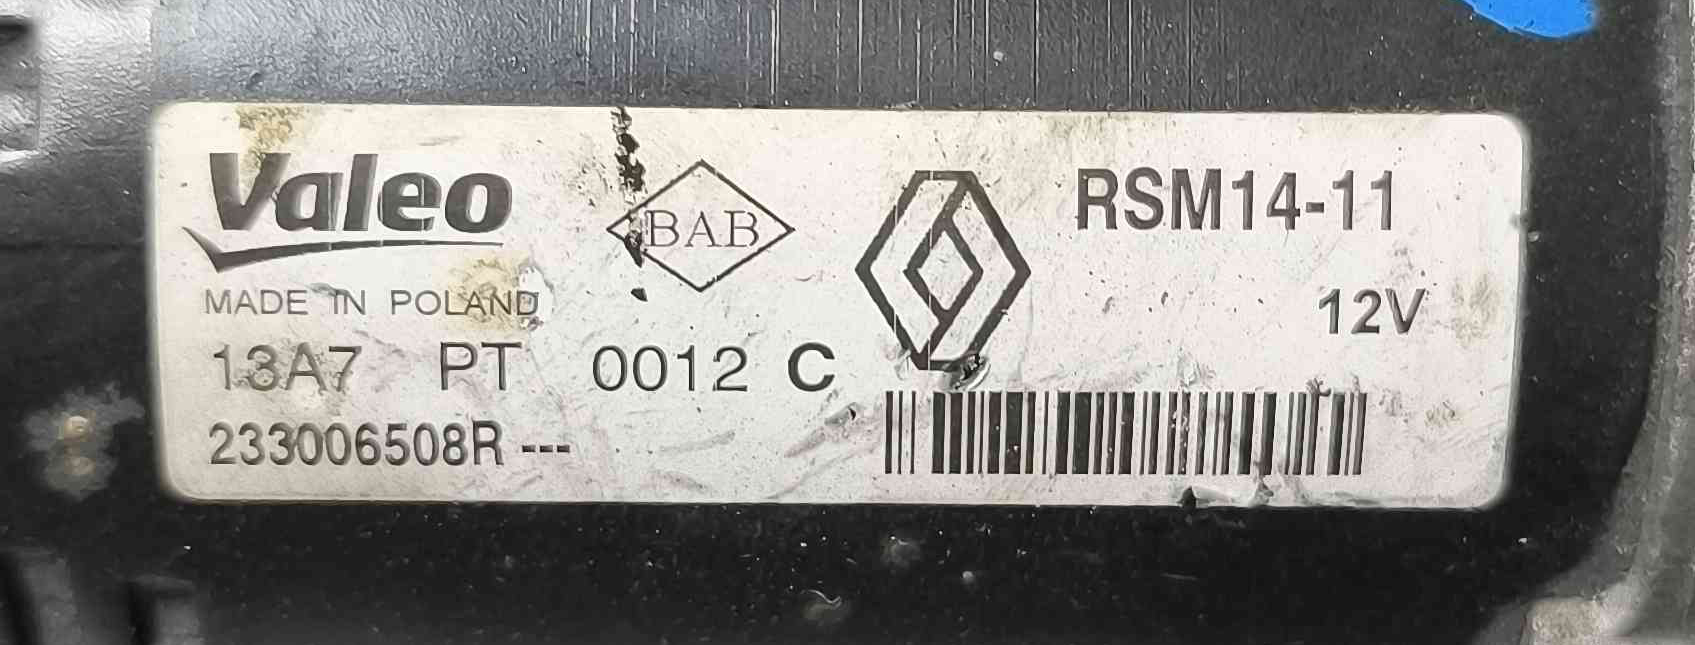 Valeo
BAB
RSM14-11
MADE IN POLAND
12V
13A7 PT 0012 C
233006508R ---